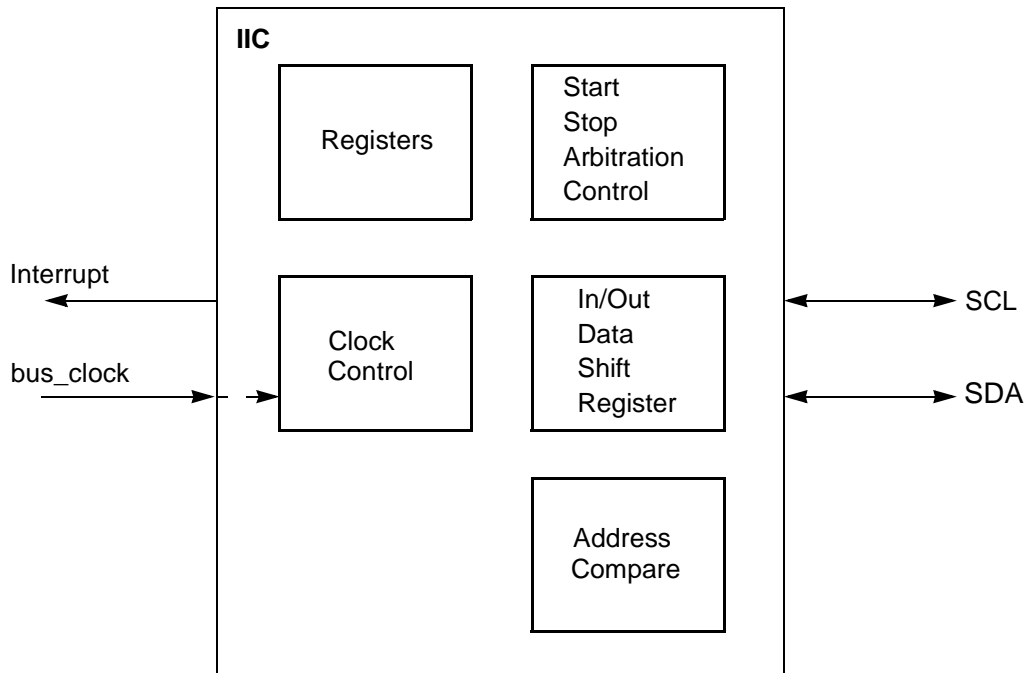 IIC
Registers
Start
Stop
Arbitration
Control
Interrupt
bus_clock
Clock
Control
In/Out
Data
Shift
Register
SCL
SDA
Address
Compare